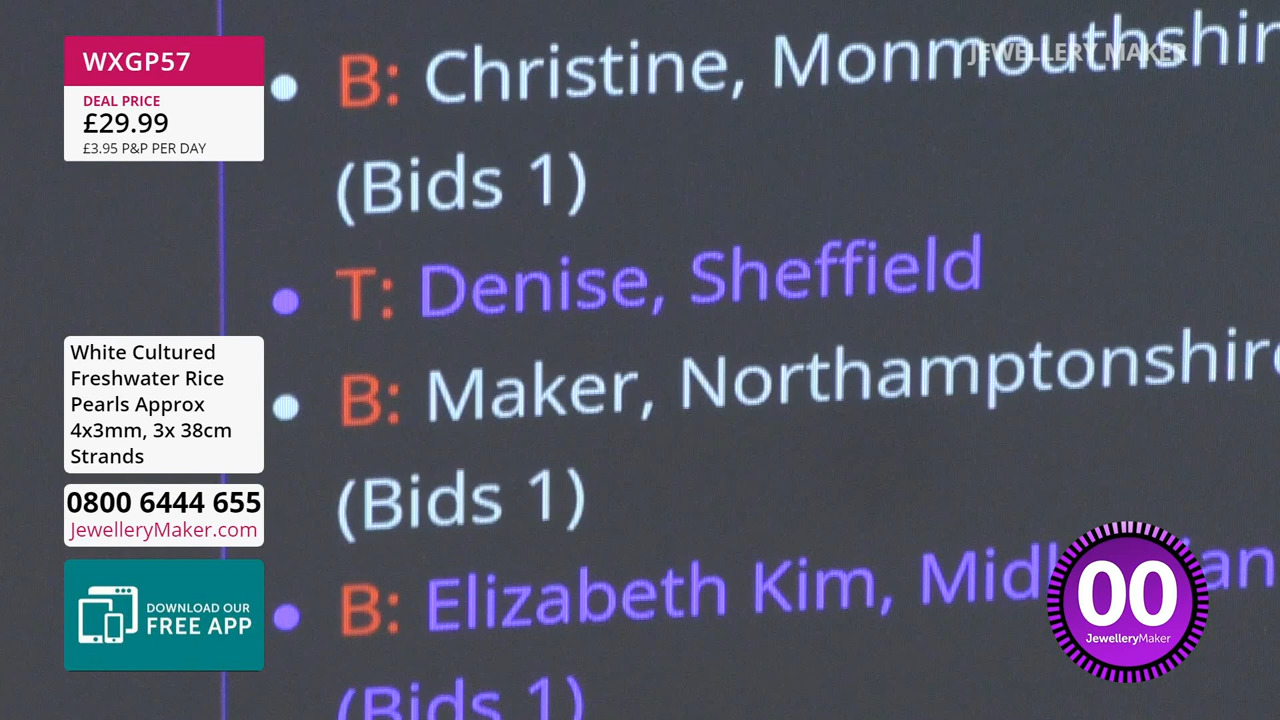 WXGP57
DEAL PRICE
£29.99
£3.95 P&P PER DAY
White Cultured
Freshwater Rice
Pearls Approx
4x3mm, 3x 38cm
Strands
0800 6444 655
JewelleryMaker.com
DOWNLOAD OUR
FREE APP
JEWELLERY MAKER
B: Christine, Monmouthshir
(Bids 1)
T: Denise, Sheffield
B: Maker, Northamptonshire
(Bids 1)
B: Elizabeth Kim,
(Bids 1)
00
JewelleryMaker